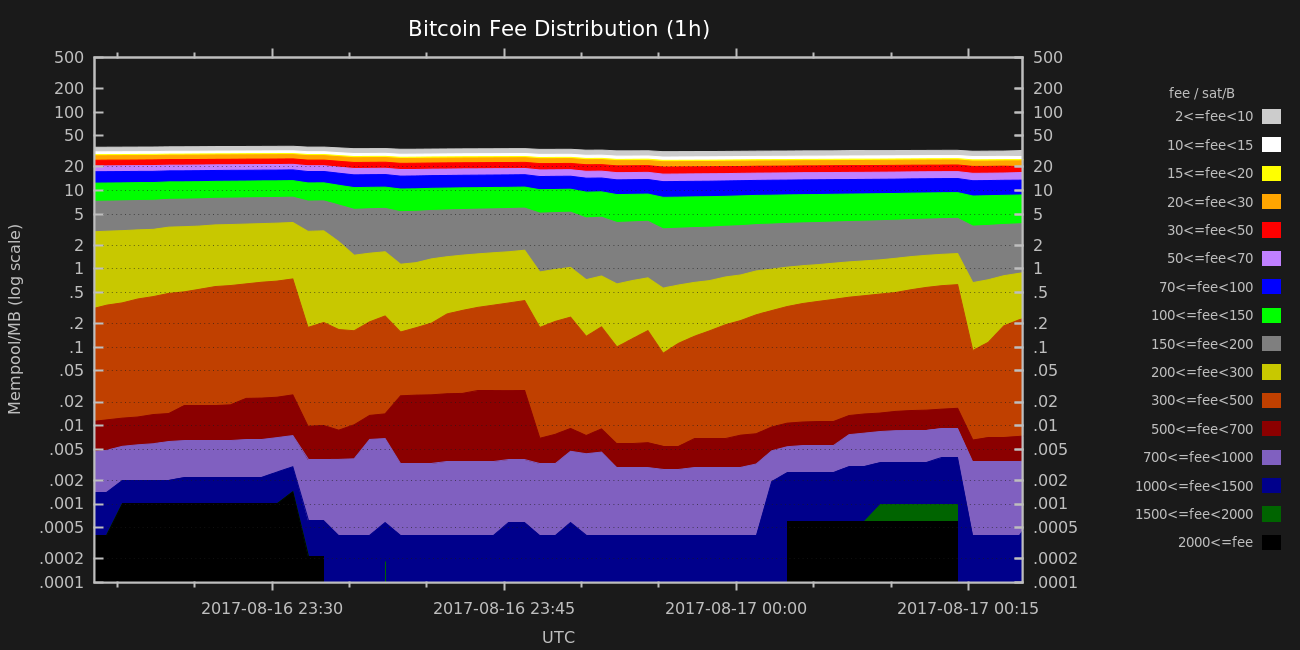 Bitcoin Fee Distribution (1h)
Mempool/MB (log scale)
500
200
100
50
20
10
5
2
1
.5
.2
.1
.05
.02
.01
.005
.002
.001
.0005
.0002
.0001
500
200
100
50
20
10
5
2
1
.5
.2
.1
.05
.02
.01
.005
.002
.001
.0005
.0002
.0001
2017-08-16 23:30 2017-08-16 23:45 2017-08-17 00:00 2017-08-17 00:15
UTC
fee / sat/B
2<=fee<10
10<=fee<15
15<=fee<20
20<=fee<30
30<=fee<50
50<=fee<70
70<=fee<100
100<=fee<150
150<=fee<200
200<=fee<300
300<=fee<500
500<=fee<700
700<=fee<1000
1000<=fee<1500
1500<=fee<2000
2000<=fee